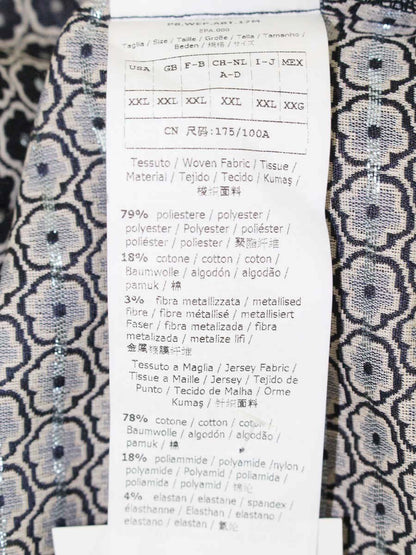 Taglia / Size / Taille / Größe / Talla / Tamanho /
Beden / 规格 / サイズ
USA GB F-B CH-NL I-J MEX
A-D
XXL XXL XXL XXL XXL XXG
CN 尺码:175/100A
Tessuto / Woven Fabric / Tissue /
Material / Tejido / Tecido / Kumaş /
梭织面料
79% poliestere / polyester /
polyester / Polyester / poliéster /
poliéster / poliester / 聚酯纤维
18% cotone / cotton / coton /
Baumwolle / algodón / algodão /
pamuk / 棉
3% fibra metallizzata / metallised
fibre / fibre métallisé / metallisiert
Faser / fibra metalizada / fibra
metalizada / metalize lifi /
金属镀膜纤维
Tessuto a Maglia / Jersey Fabric /
Tissue a Maille / Jersey / Tejido de
Punto / Tecido de Malha / Orme
Kumaş / 针织面料
78% cotone / cotton / coton /
Baumwolle / algodón / algodão /
pamuk / 棉
18% poliammide / polyamide/nylon /
polyamide / Polyamid / poliamida /
poliamida / polyamid / 锦纶
4% elastan / elastane / spandex /
élasthanne / Elasthan / elastano /
elastano / elastan / 氨纶